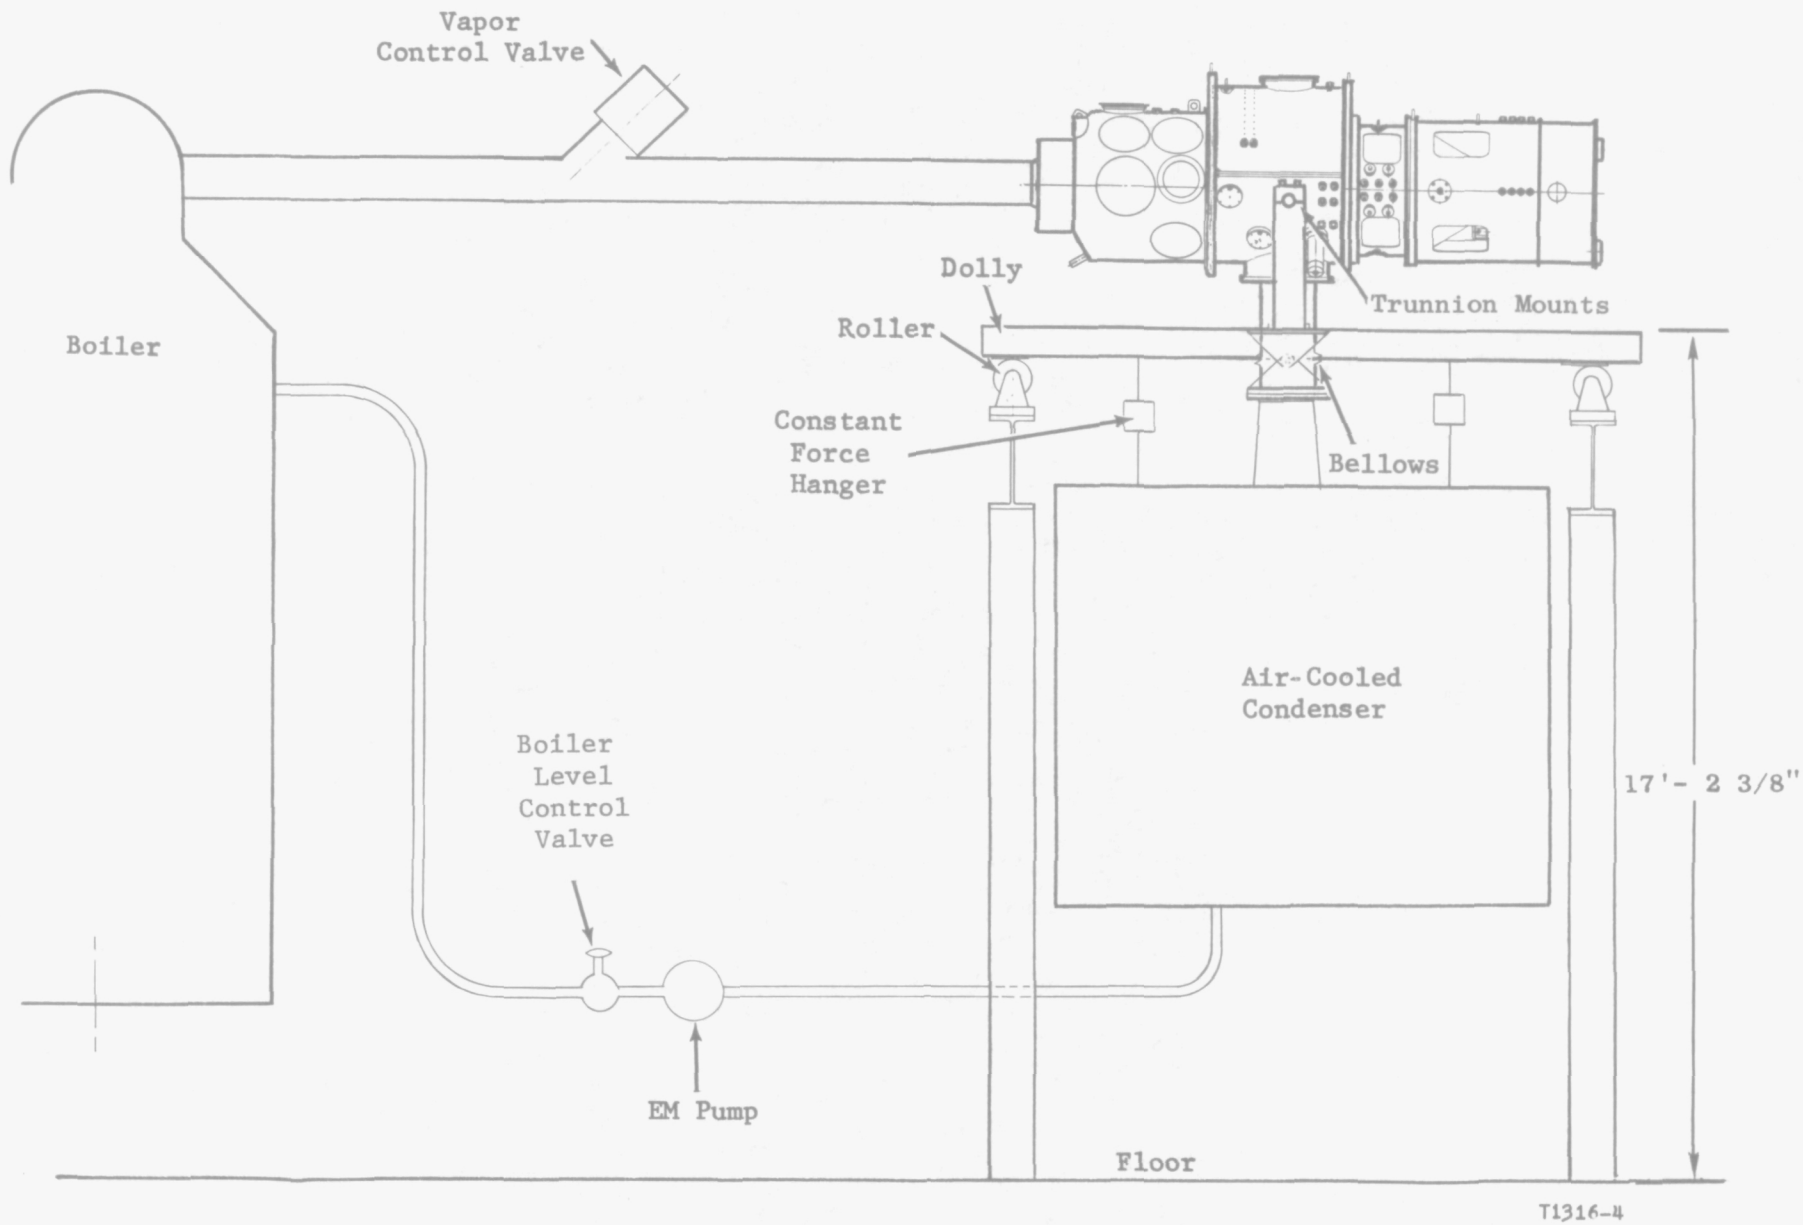 Vapor
Control Valve
Dolly
Trunnion Mounts
Roller
Boiler
Constant
Force
Hanger
Bellows
Air-Cooled
Condenser
Boiler
Level
Control
Valve
17'- 2 3/8"
EM Pump
Floor
T1316-4